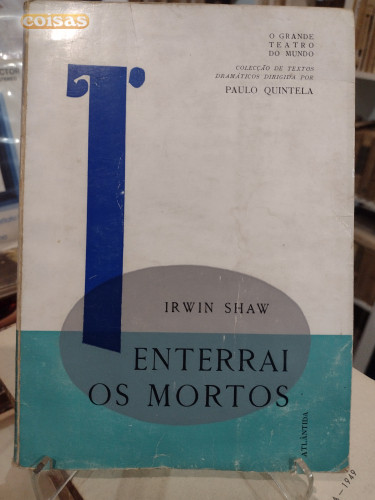 coisas
O GRANDE
TEATRO
DO MUNDO
COLECÇÃO DE TEXTOS
DRAMÁTICOS DIRIGIDA POR
PAULO QUINTELA
T
IRWIN SHAW
ENTERRAI
OS MORTOS
ATLÂNTIDA
- 1949